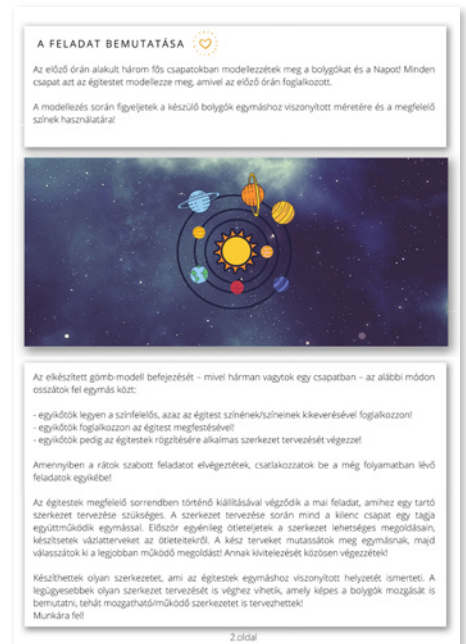 A FELADAT BEMUTATÁSA
Az előző órán alakult három fős csapatokban modellezzétek meg a bolygókat és a Napot! Minden
csapat azt az égitestet modellezze meg, amivel az előző órán foglalkozott.
A modellezés során figyeljetek a készülő bolygók egymáshoz viszonyított méretére és a megfelelő
színek használatára!
Az elkészített gömb-modell befejezését – mivel hárman vagytok egy csapatban – az alábbi módon
osszátok fel egymás közt:
- egyikőtök legyen a színfelelős, azaz az égitest színének/színeinek kikeverésével foglalkozzon!
- egyikőtök foglalkozzon az égitest megfestésével!
- egyikőtök pedig az égitestek rögzítésére alkalmas szerkezet tervezését végezze!
Amennyiben a rátok szabott feladatot elvégeztétek, csatlakozzatok be a még folyamatban lévő
feladatok egyikébe!
Az égitestek megfelelő sorrendben történő kiállításával végződik a mai feladat, amihez egy tartó
szerkezet tervezése szükséges. A szerkezet tervezése során mind a kilenc csapat egy tagja
együttműködik egymással. Először egyénileg ötleteljetek a szerkezet lehetséges megoldásain,
készítsetek vázlatterveket az ötleteitekről. A kész terveket mutassátok meg egymásnak, majd
válasszátok ki a legjobban működő megoldást! Annak kivitelezését közösen végezzétek!
Készíthettek olyan szerkezetet, ami az égitestek egymáshoz viszonyított helyzetét ismerteti. A
legügyesebbek olyan szerkezet tervezését is véghez vihetik, amely képes a bolygók mozgását is
bemutatni, tehát mozgatható/működő szerkezetet is tervezhettek!
Munkára fel!
2.oldal